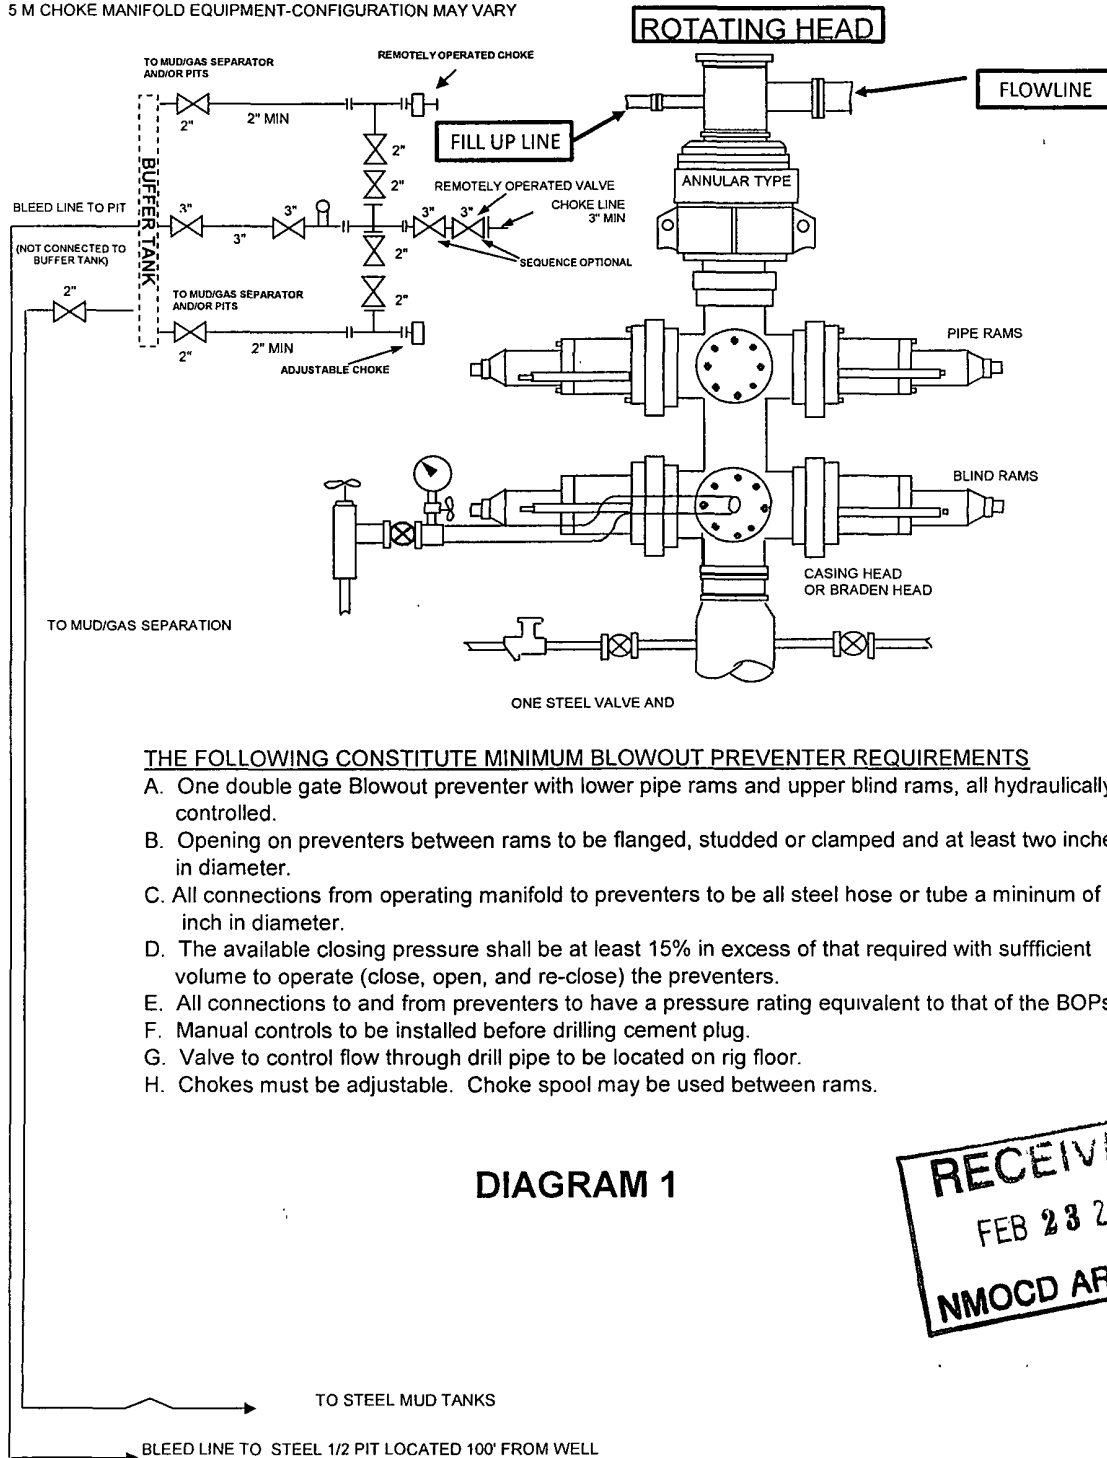 5 M CHOKE MANIFOLD EQUIPMENT-CONFIGURATION MAY VARY
ROTATING HEAD
TO MUD/GAS SEPARATOR
AND/OR PITS
REMOTELY OPERATED CHOKE
FLOWLINE
2"
2" MIN
FILL UP LINE
2"
2"
BUFFER TANK
ANNULAR TYPE
REMOTELY OPERATED VALVE
CHOKE LINE
3" MIN
BLEED LINE TO PIT
3"
3"
3"
3"
3"
(NOT CONNECTED TO
BUFFER TANK)
2"
SEQUENCE OPTIONAL
2"
TO MUD/GAS SEPARATOR
AND/OR PITS
2"
2"
2" MIN
ADJUSTABLE CHOKE
PIPE RAMS
BLIND RAMS
CASING HEAD
OR BRADEN HEAD
TO MUD/GAS SEPARATION
ONE STEEL VALVE AND
THE FOLLOWING CONSTITUTE MINIMUM BLOWOUT PREVENTER REQUIREMENTS
A. One double gate Blowout preventer with lower pipe rams and upper blind rams, all hydraulically
controlled.
B. Opening on preventers between rams to be flanged, studded or clamped and at least two inche
in diameter.
C. All connections from operating manifold to preventers to be all steel hose or tube a mininum of
inch in diameter.
D. The available closing pressure shall be at least 15% in excess of that required with suffficient
volume to operate (close, open, and re-close) the preventers.
E. All connections to and from preventers to have a pressure rating equivalent to that of the BOPs
F. Manual controls to be installed before drilling cement plug.
G. Valve to control flow through drill pipe to be located on rig floor.
H. Chokes must be adjustable. Choke spool may be used between rams.
DIAGRAM 1
RECEIV
FEB 23 2
NMOCD AR
TO STEEL MUD TANKS
BLEED LINE TO STEEL 1/2 PIT LOCATED 100' FROM WELL